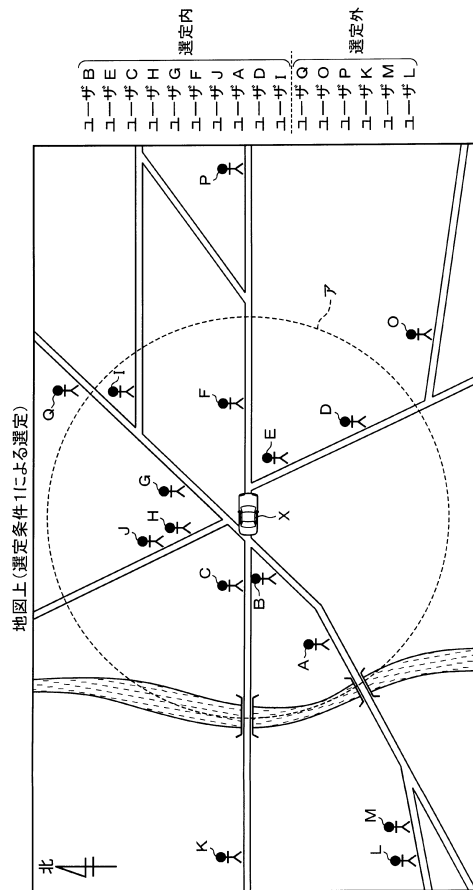 地図上(選定条件1による選定)
北
Q
I
P
G
H
J
F
ア
C
E
X
B
D
O
A
K
M
L
ユーザB
ユーザE
ユーザC
ユーザH
ユーザG
ユーザF
ユーザJ
ユーザA
ユーザD
ユーザI
選定内
ユーザQ
ユーザO
ユーザP
ユーザK
ユーザM
ユーザL
選定外